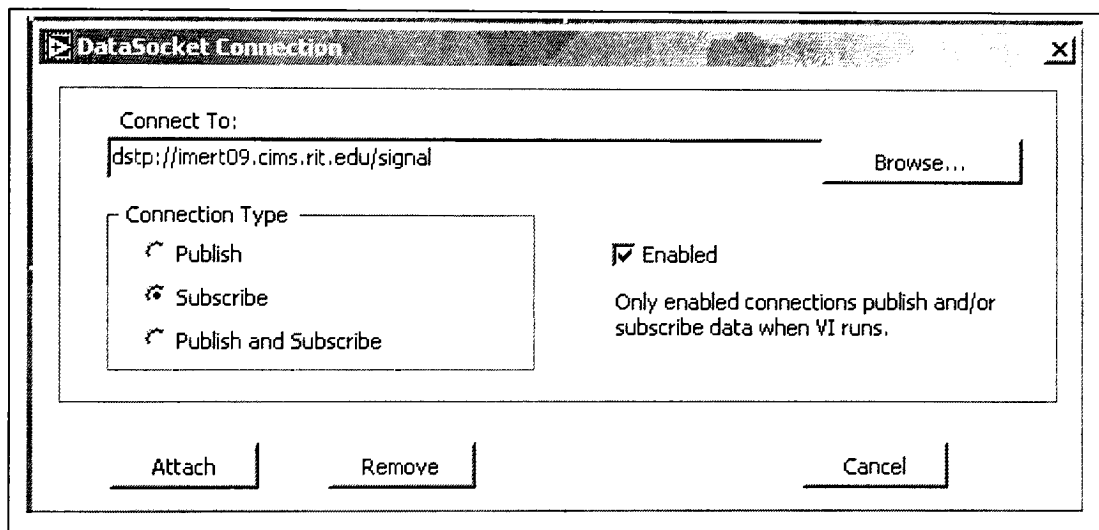 DataSocket Connection
Connect To:
dstp://imert09.cims.rit.edu/signal
Browse...
Connection Type
Publish
Subscribe
Publish and Subscribe
Enabled
Only enabled connections publish and/or
subscribe data when VI runs.
Attach
Remove
Cancel